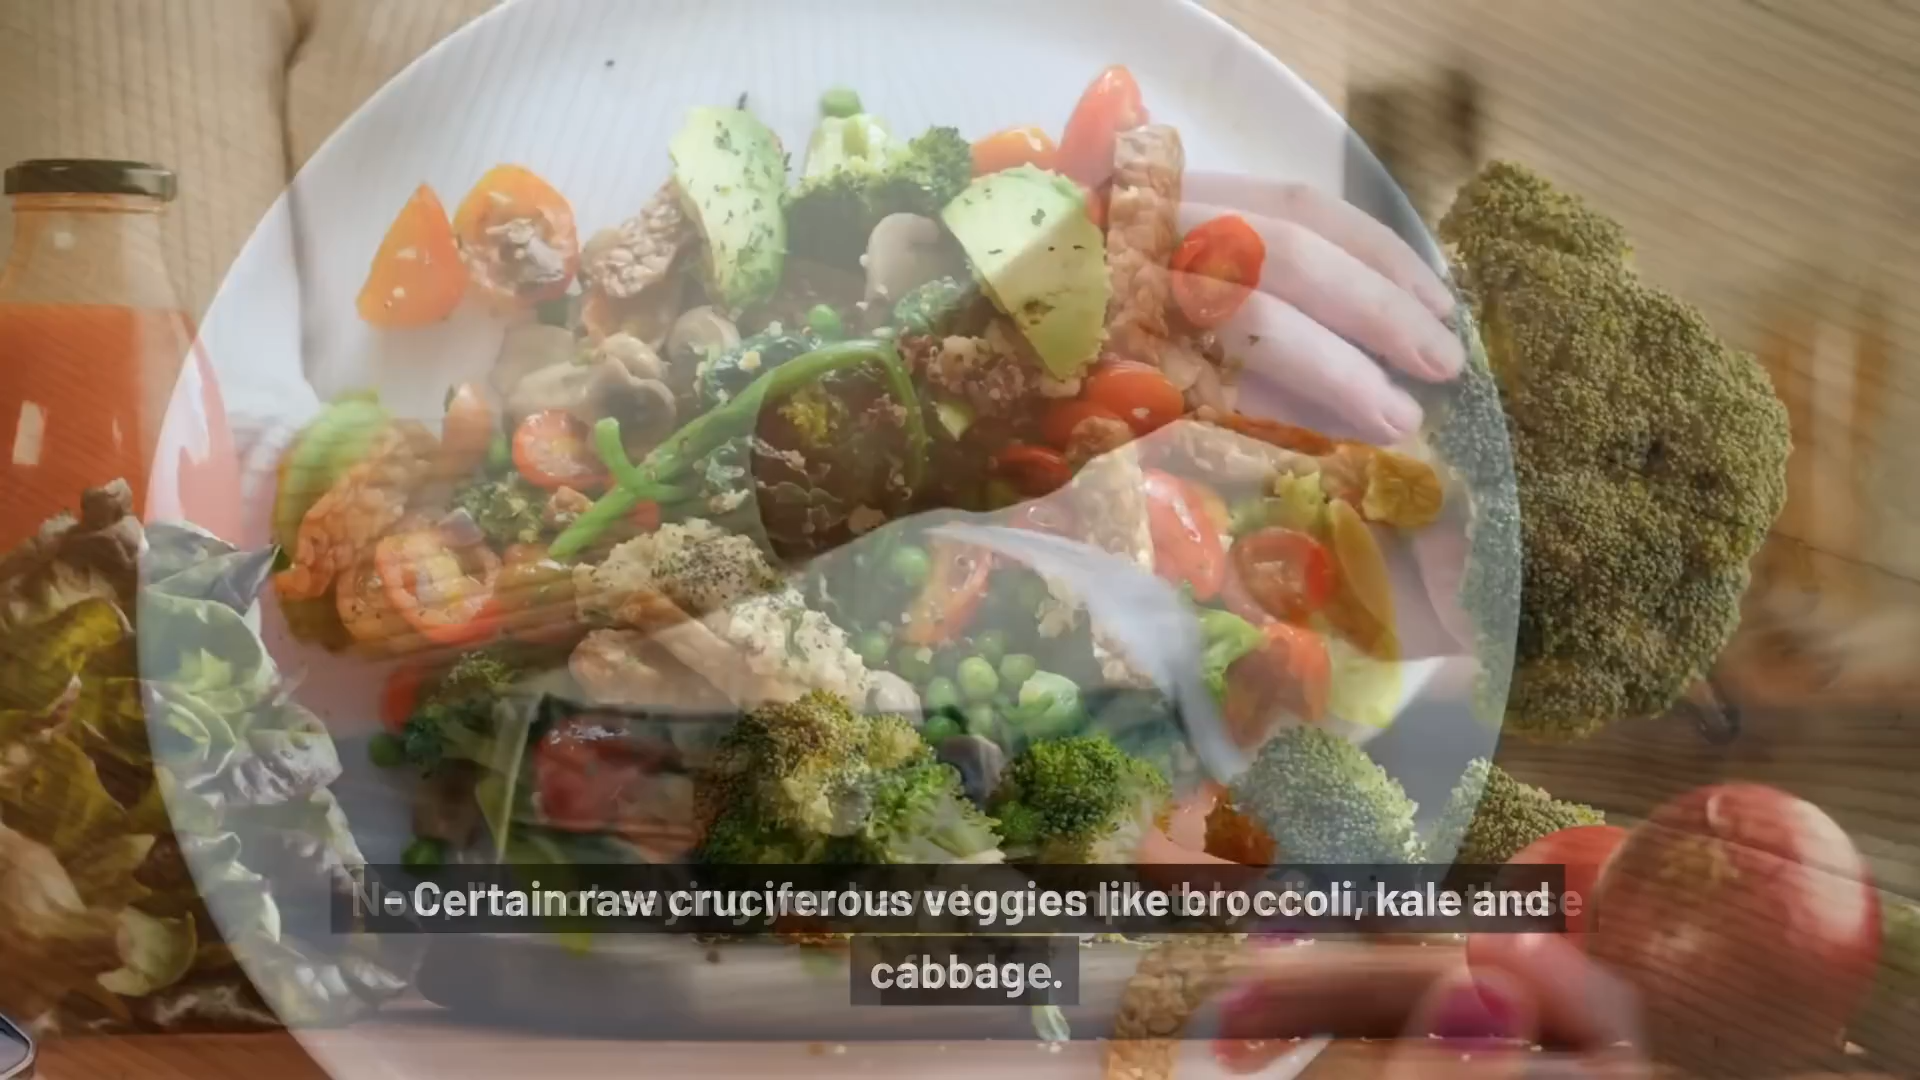 - Certain raw cruciferous veggies like broccoli, kale and
cabbage.